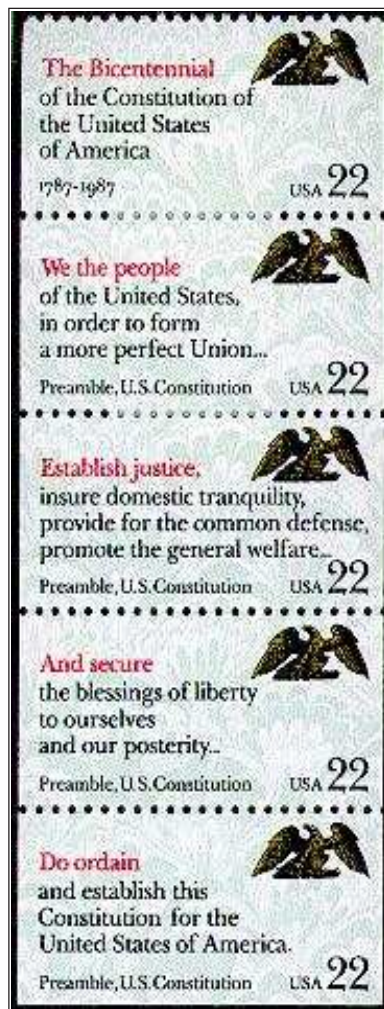 The Bicentennial
of the Constitution of
the United States
of America
1787-1987 USA 22
We the people
of the United States,
in order to form
a more perfect Union...
Preamble, U.S. Constitution USA 22
Establish justice,
insure domestic tranquility,
provide for the common defense,
promote the general welfare...
Preamble, U.S. Constitution USA 22
And secure
the blessings of liberty
to ourselves
and our posterity...
Preamble, U.S. Constitution USA 22
Do ordain
and establish this
Constitution for the
United States of America.
Preamble, U.S. Constitution USA 22